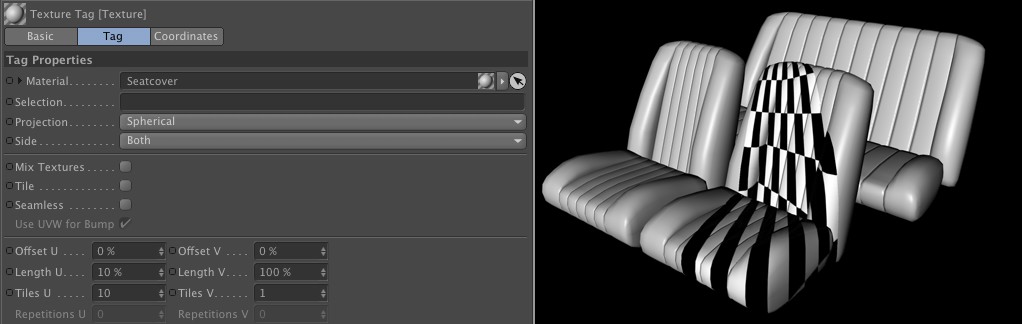 Texture Tag [Texture]
Basic Tag Coordinates
Tag Properties
Material........ Seatcover
Selection.......
Projection...... Spherical
Side............ Both
Mix Textures.....
Tile.............
Seamless........
Use UVW for Bump
Offset U .... 0 % Offset V .... 0 %
Length U.... 10 % Length V.... 100 %
Tiles U ..... 10 Tiles V...... 1
Repetitions U 0 Repetitions V 0